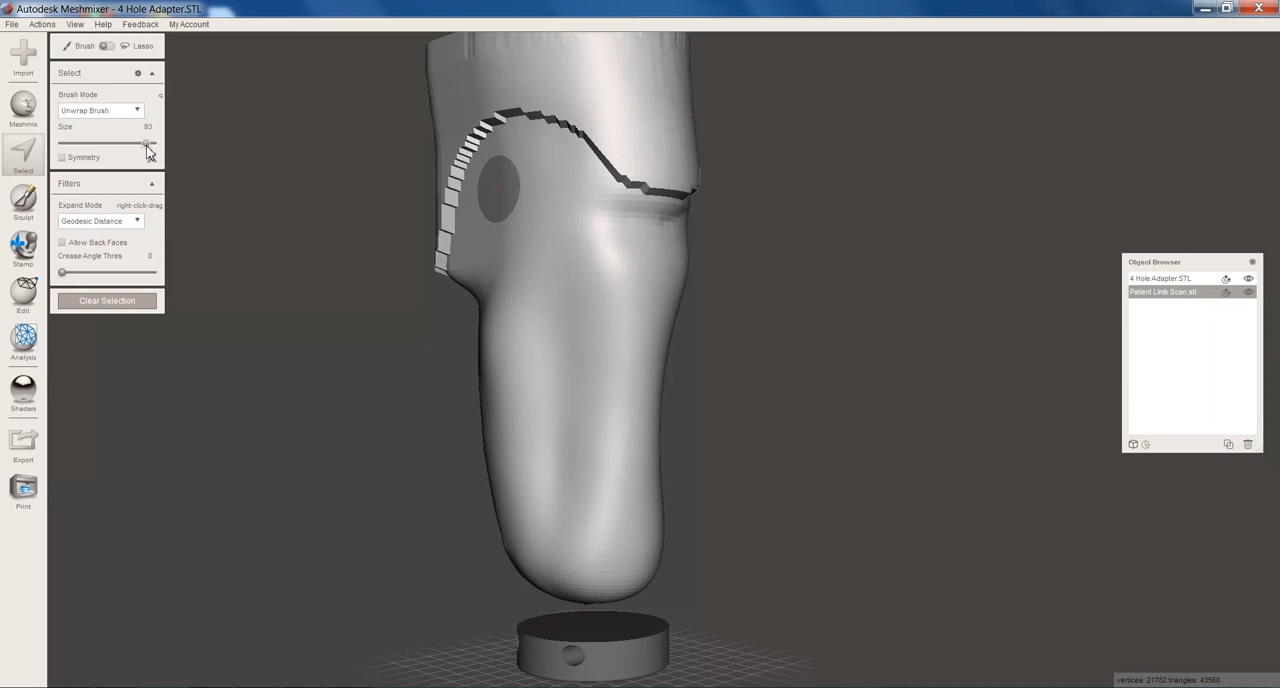 Autodesk Meshmixer - 4 Hole Adapter.STL
File Actions View Help Feedback My Account
Import
Meshmix
Select
Sculpt
Stamp
Edit
Analysis
Shaders
Export
Print
Brush Lasso
Select
Brush Mode q
Unwrap Brush
Size 93
Symmetry
Filters
Expand Mode right-click-drag
Geodesic Distance
Allow Back Faces
Crease Angle Thres 0
Clear Selection
Object Browser
4 Hole Adapter.STL
Patient Limb Scan.stl
vertices: 21782 triangles: 43560